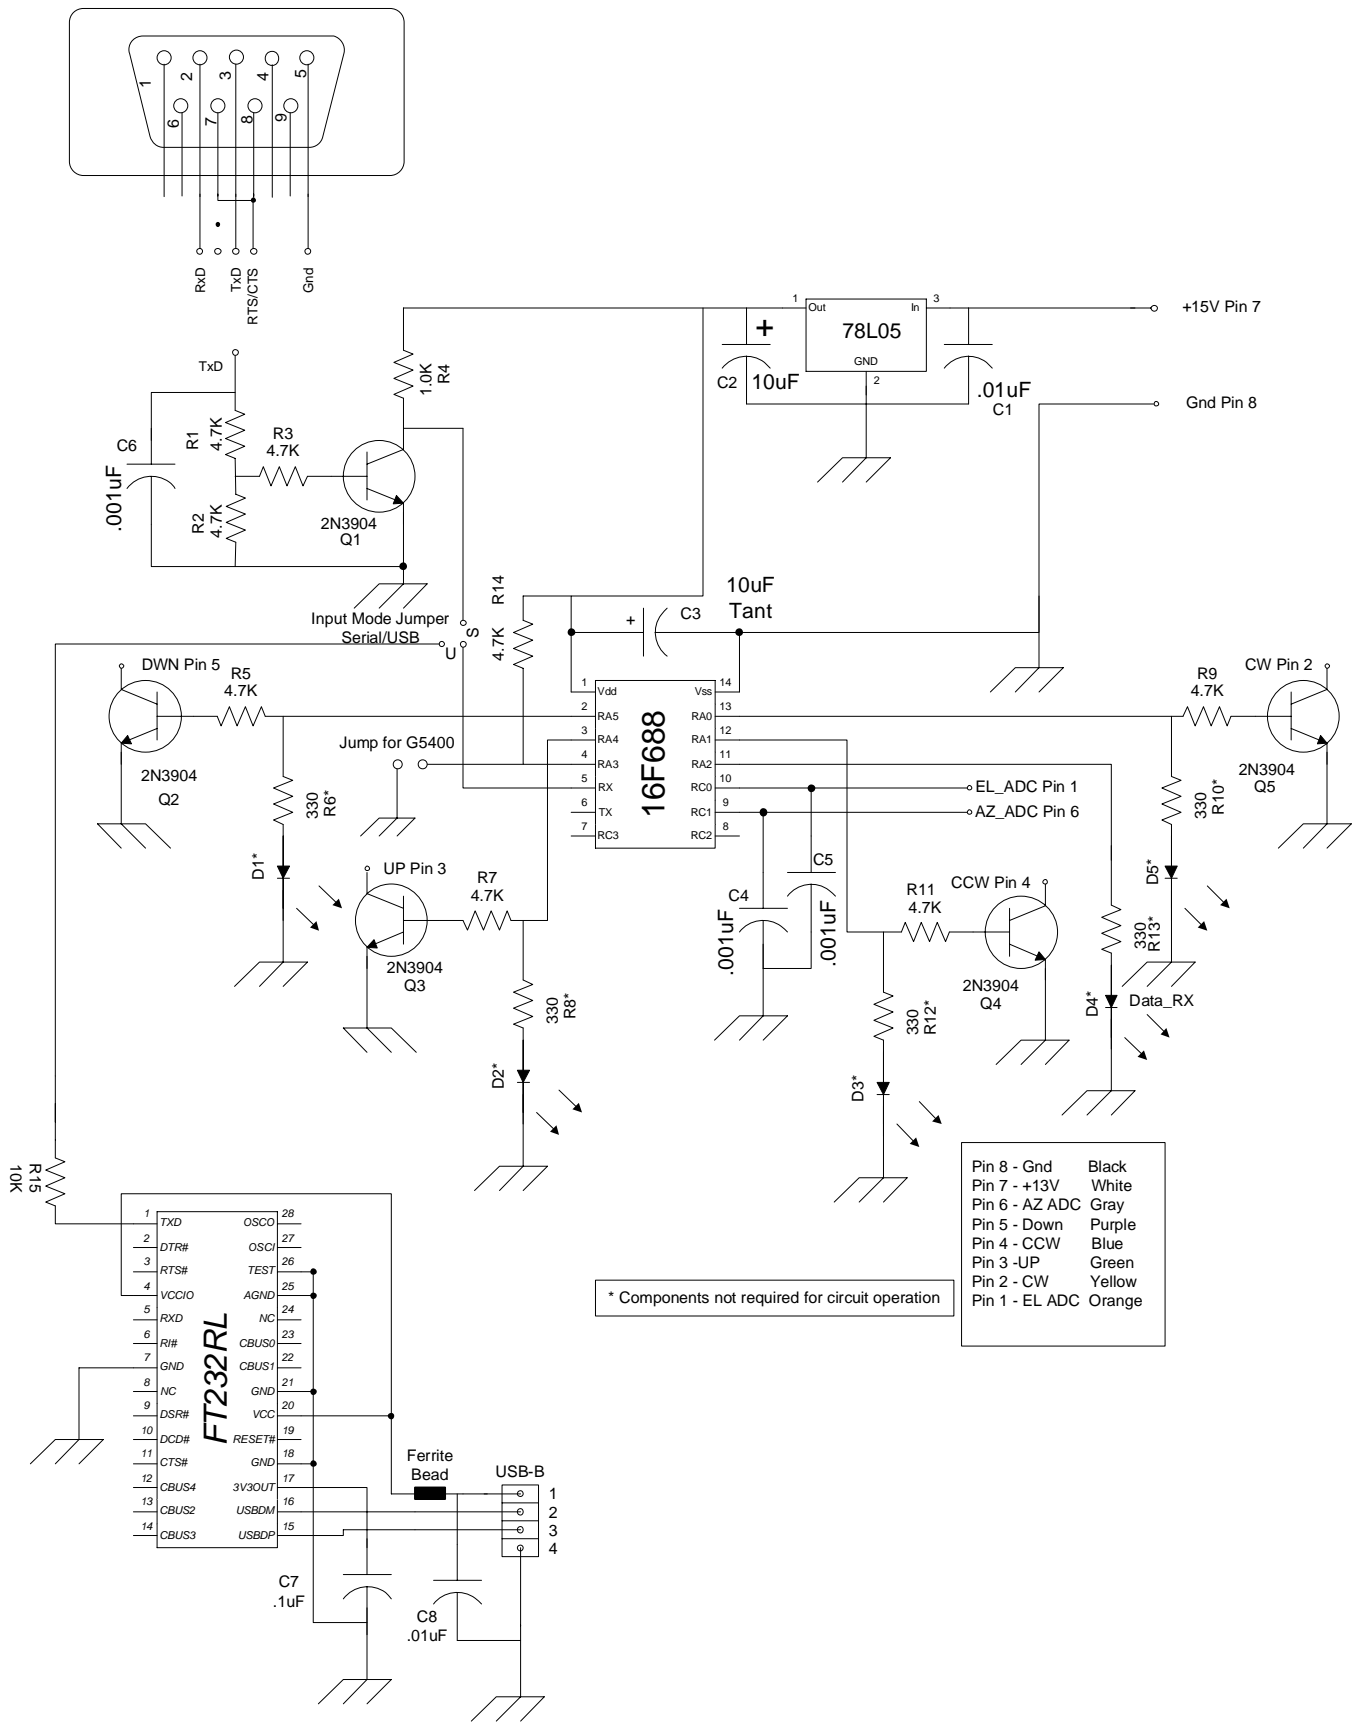 1
2
3
4
5
6
7
8
9
RxD
TxD
RTS/CTS
Gnd
1
Out
In
3
78L05
GND
2
+15V Pin 7
+
C2
10uF
.01uF
C1
Gnd Pin 8
TxD
1.0K
R4
R1
4.7K
R3
4.7K
C6
.001uF
R2
4.7K
2N3904
Q1
R14
4.7K
10uF
Tant
+
C3
Input Mode Jumper
Serial/USB
S
U
DWN Pin 5
R5
4.7K
2N3904
Q2
330
R6*
D1*
Jump for G5400
16F688
1
Vdd
2
RA5
3
RA4
4
RA3
5
RX
6
TX
7
RC3
14
Vss
13
RA0
12
RA1
11
RA2
10
RC0
9
RC1
8
RC2
EL_ADC Pin 1
AZ_ADC Pin 6
R9
4.7K
CW Pin 2
2N3904
Q5
330
R10*
D5*
UP Pin 3
R7
4.7K
2N3904
Q3
330
R8*
D2*
C4
.001uF
C5
.001uF
R11
4.7K
CCW Pin 4
2N3904
Q4
330
R12*
D3*
330
R13*
D4*
Data_RX
R15
10K
FT232RL
1
TXD
2
DTR#
3
RTS#
4
VCCIO
5
RXD
6
RI#
7
GND
8
NC
9
DSR#
10
DCD#
11
CTS#
12
CBUS4
13
CBUS2
14
CBUS3
28
OSCO
27
OSCI
26
TEST
25
AGND
24
NC
23
CBUS0
22
CBUS1
21
GND
20
VCC
19
RESET#
18
GND
17
3V3OUT
16
USBDM
15
USBDP
Ferrite
Bead
USB-B
1
2
3
4
C7
.1uF
C8
.01uF
* Components not required for circuit operation
Pin 8 - Gnd Black
Pin 7 - +13V White
Pin 6 - AZ ADC Gray
Pin 5 - Down Purple
Pin 4 - CCW Blue
Pin 3 -UP Green
Pin 2 - CW Yellow
Pin 1 - EL ADC Orange